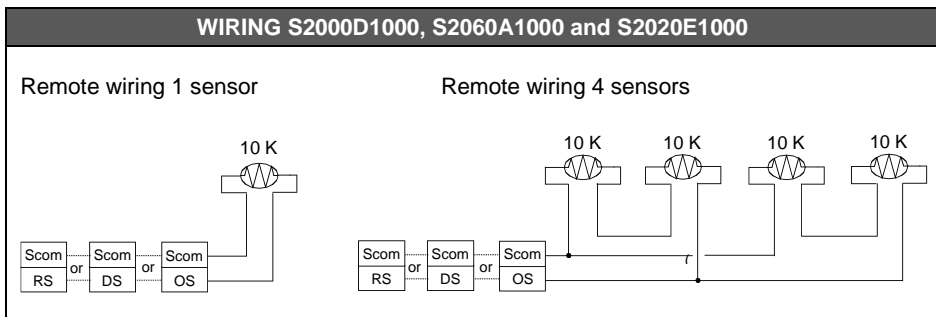 WIRING S2000D1000, S2060A1000 and S2020E1000
Remote wiring 1 sensor
10 K
Scom or Scom or Scom
RS DS OS
Remote wiring 4 sensors
10 K 10 K 10 K 10 K
Scom or Scom or Scom
RS DS OS